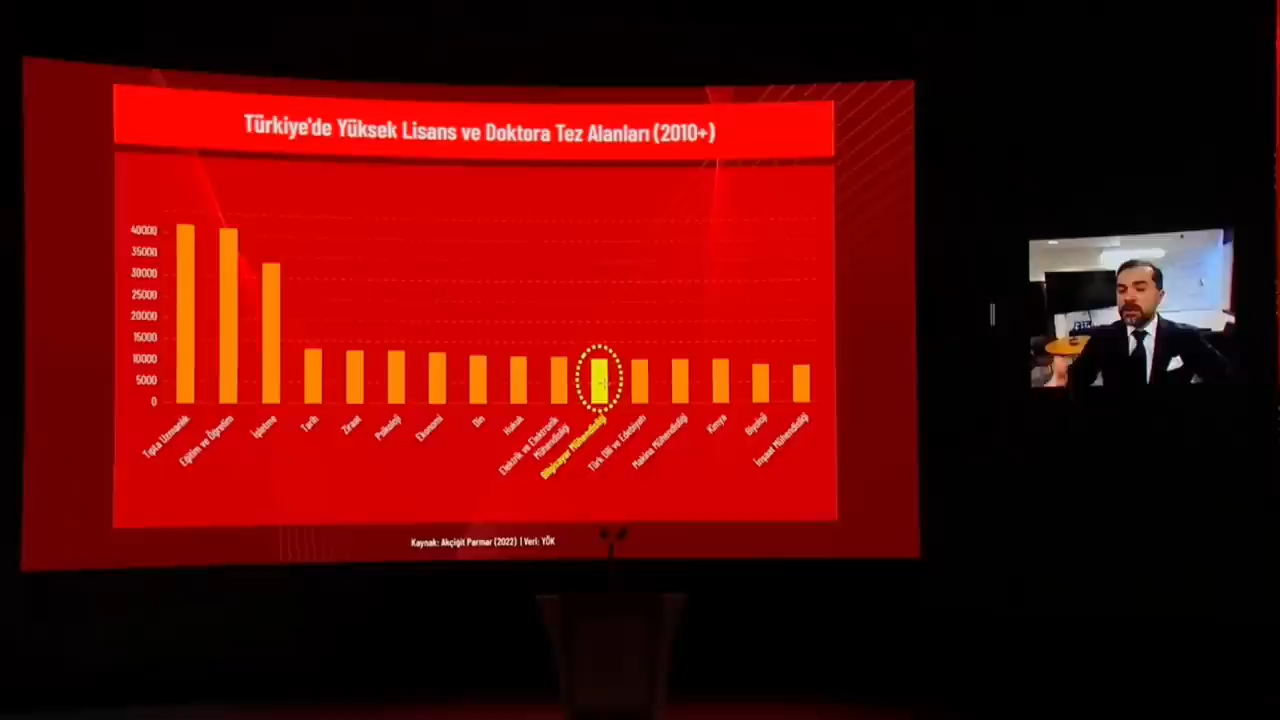 Türkiye'de Yüksek Lisans ve Doktora Tez Alanları (2010+)
40000
35000
30000
25000
20000
15000
10000
5000
0
Tıpta Uzmanlık
Eğitim ve Öğretim
İşletme
Tarih
Ziraat
Psikoloji
Ekonomi
Din
Hukuk
Elektrik ve Elektronik
Mühendisliği
Bilgisayar Mühendisliği
Türk Dili ve Edebiyatı
Makina Mühendisliği
Kimya
Biyoloji
İnşaat Mühendisliği
Kaynak: Akçigit Parmar (2022) | Veri: YÖK